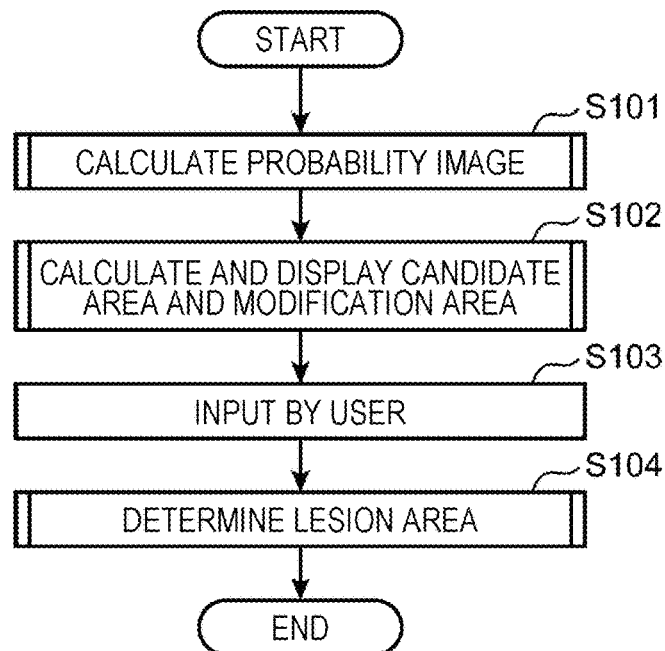 START
S101
CALCULATE PROBABILITY IMAGE
S102
CALCULATE AND DISPLAY CANDIDATE
AREA AND MODIFICATION AREA
S103
INPUT BY USER
S104
DETERMINE LESION AREA
END